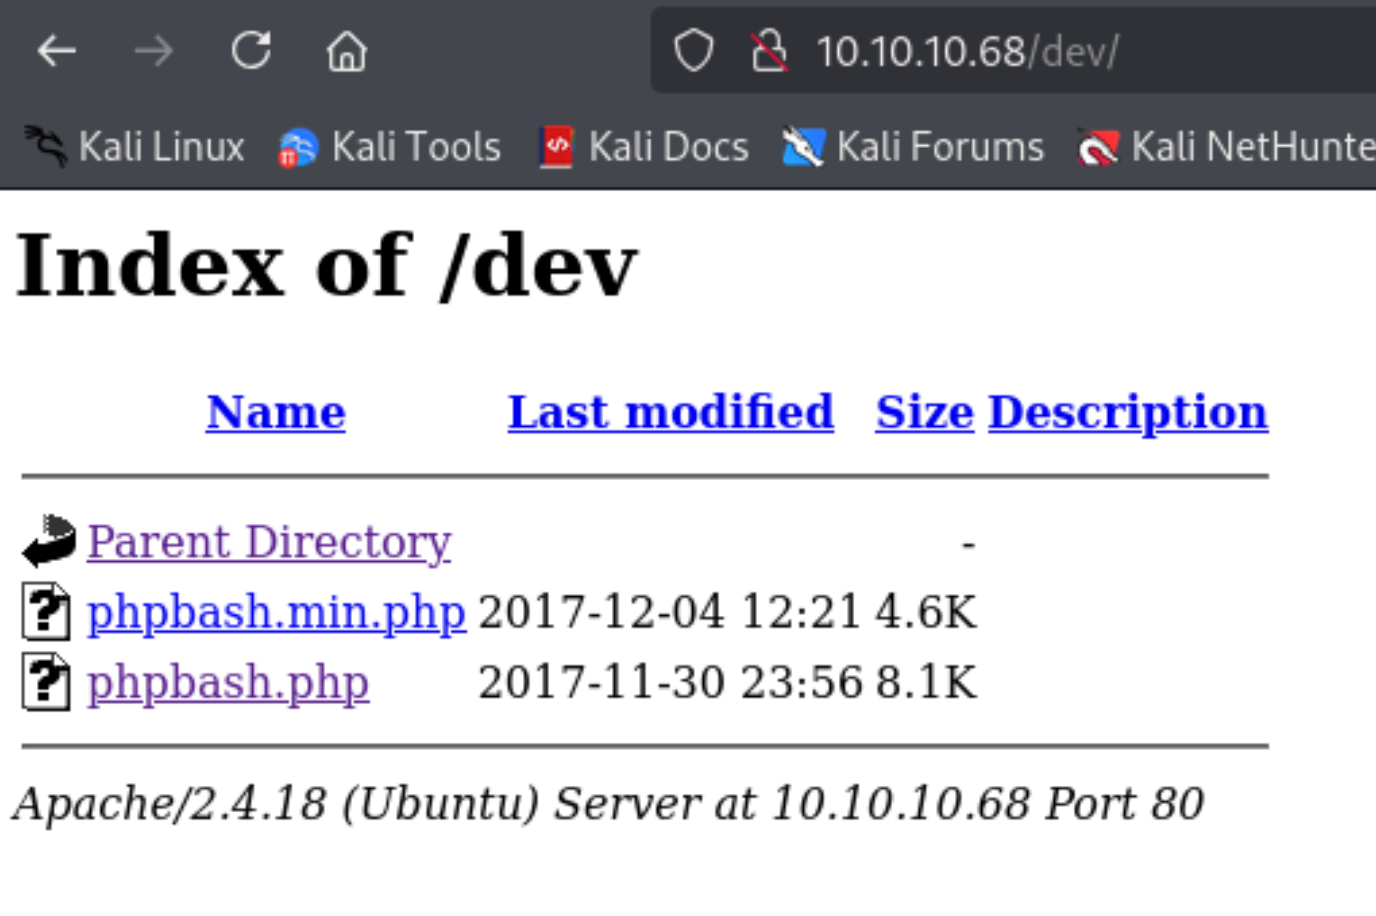 10.10.10.68/dev/
Kali Linux Kali Tools Kali Docs Kali Forums Kali NetHunte
Index of /dev
Name Last modified Size Description
Parent Directory -
phpbash.min.php 2017-12-04 12:21 4.6K
phpbash.php 2017-11-30 23:56 8.1K
Apache/2.4.18 (Ubuntu) Server at 10.10.10.68 Port 80